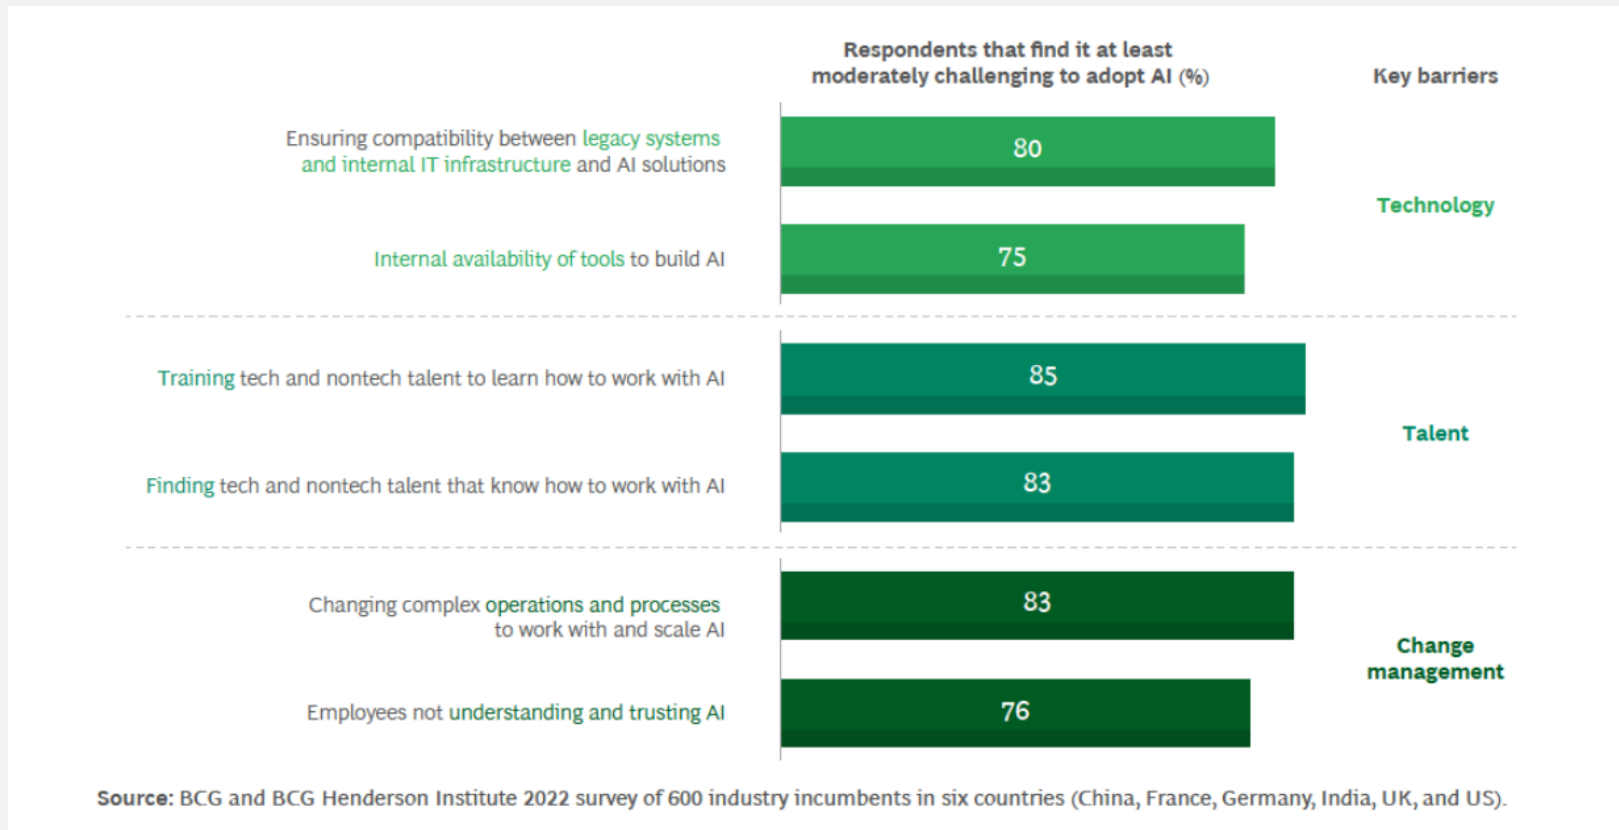 Respondents that find it at least
moderately challenging to adopt AI (%)
Key barriers
Ensuring compatibility between legacy systems
and internal IT infrastructure and AI solutions
80
Technology
Internal availability of tools to build AI
75
Training tech and nontech talent to learn how to work with AI
85
Talent
Finding tech and nontech talent that know how to work with AI
83
Changing complex operations and processes
to work with and scale AI
83
Change
management
Employees not understanding and trusting AI
76
Source: BCG and BCG Henderson Institute 2022 survey of 600 industry incumbents in six countries (China, France, Germany, India, UK, and US).